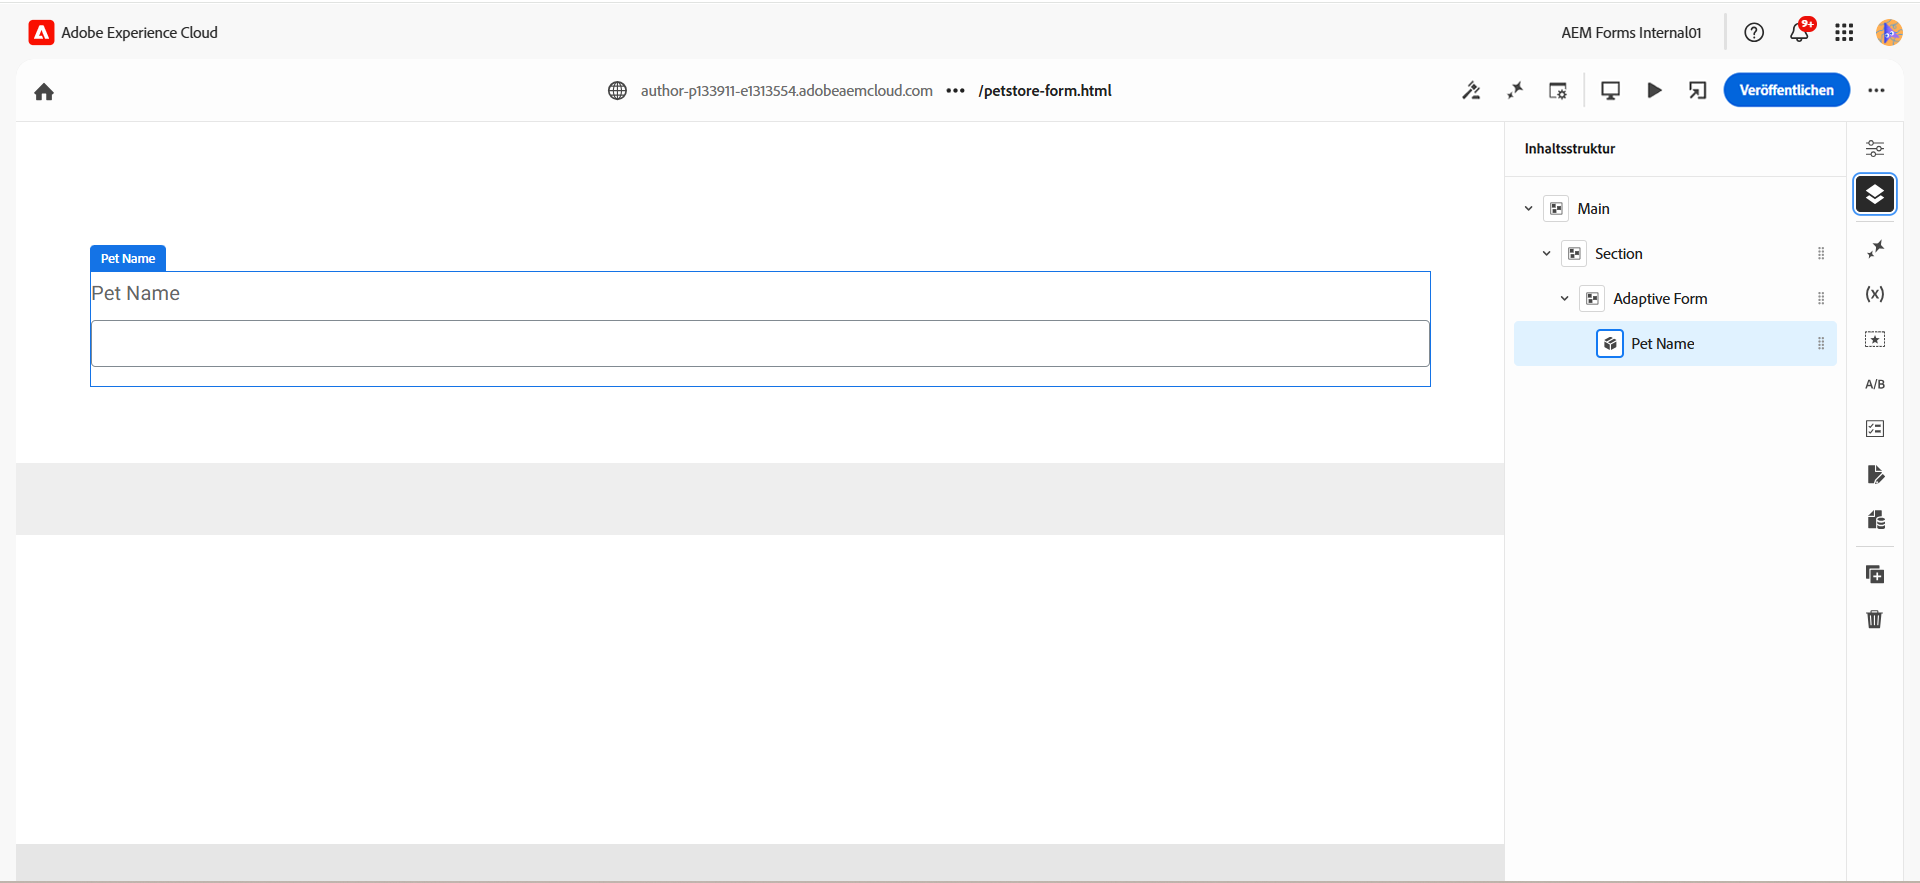 Adobe Experience Cloud
AEM Forms Internal01
9+
author-p133911-e1313554.adobeaemcloud.com ••• /petstore-form.html
Veröffentlichen
Inhaltsstruktur
Main
Section
Adaptive Form
Pet Name
Pet Name
Pet Name
(x)
A/B